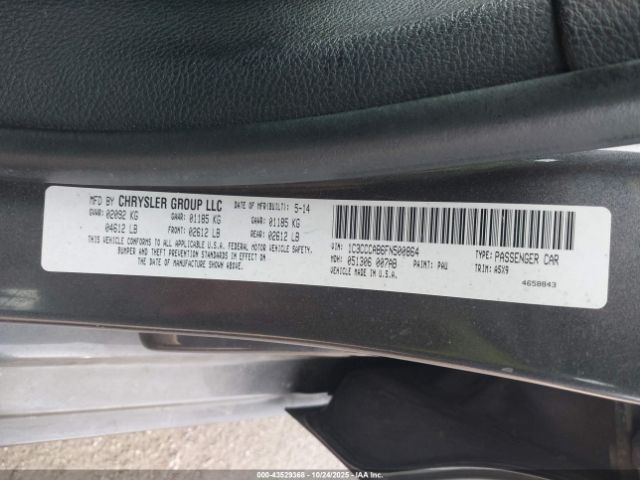 MFD BY CHRYSLER GROUP LLC DATE OF MFR(BUILT): 5-14
GVWR: 02092 KG GAWR: 01185 KG GAWR: 01185 KG
04612 LB FRONT: 02612 LB REAR: 02612 LB
THIS VEHICLE CONFORMS TO ALL APPLICABLE U.S.A. FEDERAL MOTOR VEHICLE SAFETY,
BUMPER AND THEFT PREVENTION STANDARDS IN EFFECT ON
THE DATE OF MANUFACTURE SHOWN ABOVE.
VIN: 1C3CCCAB6FN500864 TYPE: PASSENGER CAR
MDH: 051306 007AB PAINT: PAU TRIM: A5X9
VEHICLE MADE IN U.S.A. 4658843
000-43529368 - 10/24/2025 - IAAI.COM